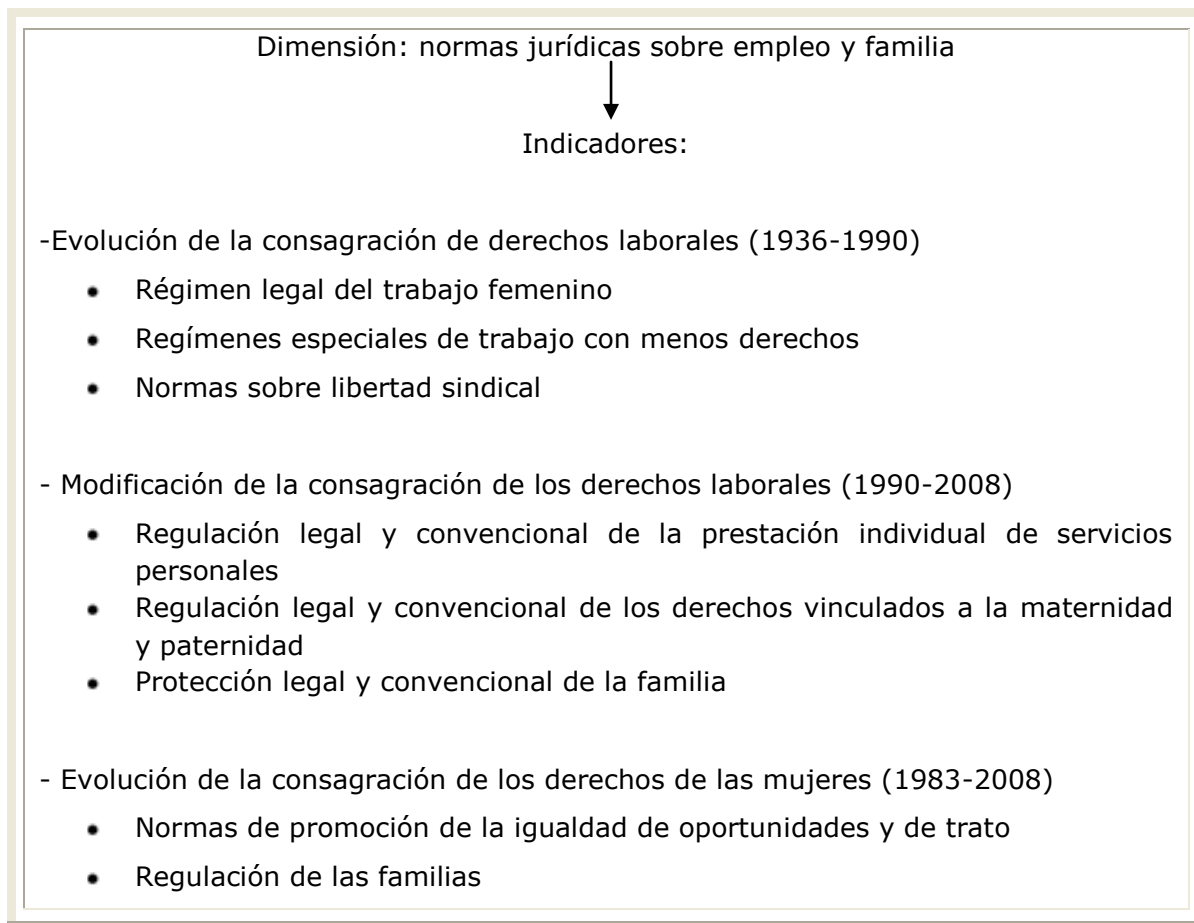 Dimensión: normas jurídicas sobre empleo y familia
Indicadores:
-Evolución de la consagración de derechos laborales (1936-1990)
• Régimen legal del trabajo femenino
• Regímenes especiales de trabajo con menos derechos
• Normas sobre libertad sindical
- Modificación de la consagración de los derechos laborales (1990-2008)
• Regulación legal y convencional de la prestación individual de servicios
personales
• Regulación legal y convencional de los derechos vinculados a la maternidad
y paternidad
• Protección legal y convencional de la familia
- Evolución de la consagración de los derechos de las mujeres (1983-2008)
• Normas de promoción de la igualdad de oportunidades y de trato
• Regulación de las familias